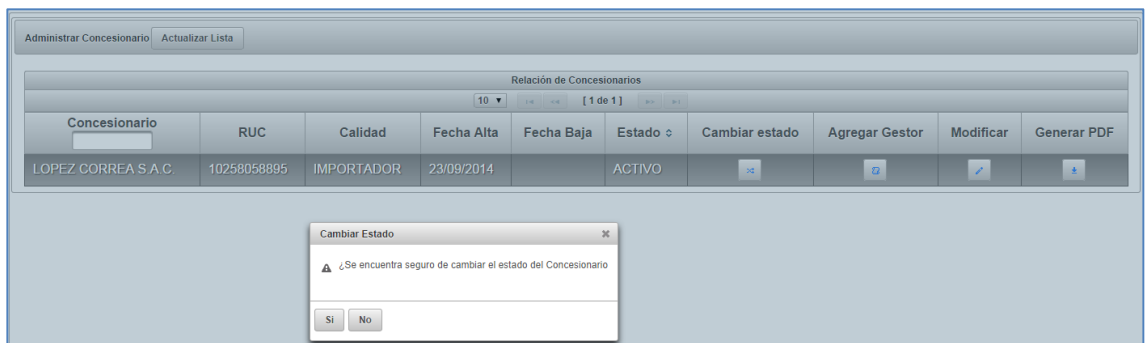 Administrar Concesionario Actualizar Lista
Relación de Concesionarios
10 [ 1 de 1 ]
Concesionario RUC Calidad Fecha Alta Fecha Baja Estado Cambiar estado Agregar Gestor Modificar Generar PDF
LOPEZ CORREA S.A.C. 10258058895 IMPORTADOR 23/09/2014 ACTIVO
Cambiar Estado
¿Se encuentra seguro de cambiar el estado del Concesionario
Si No